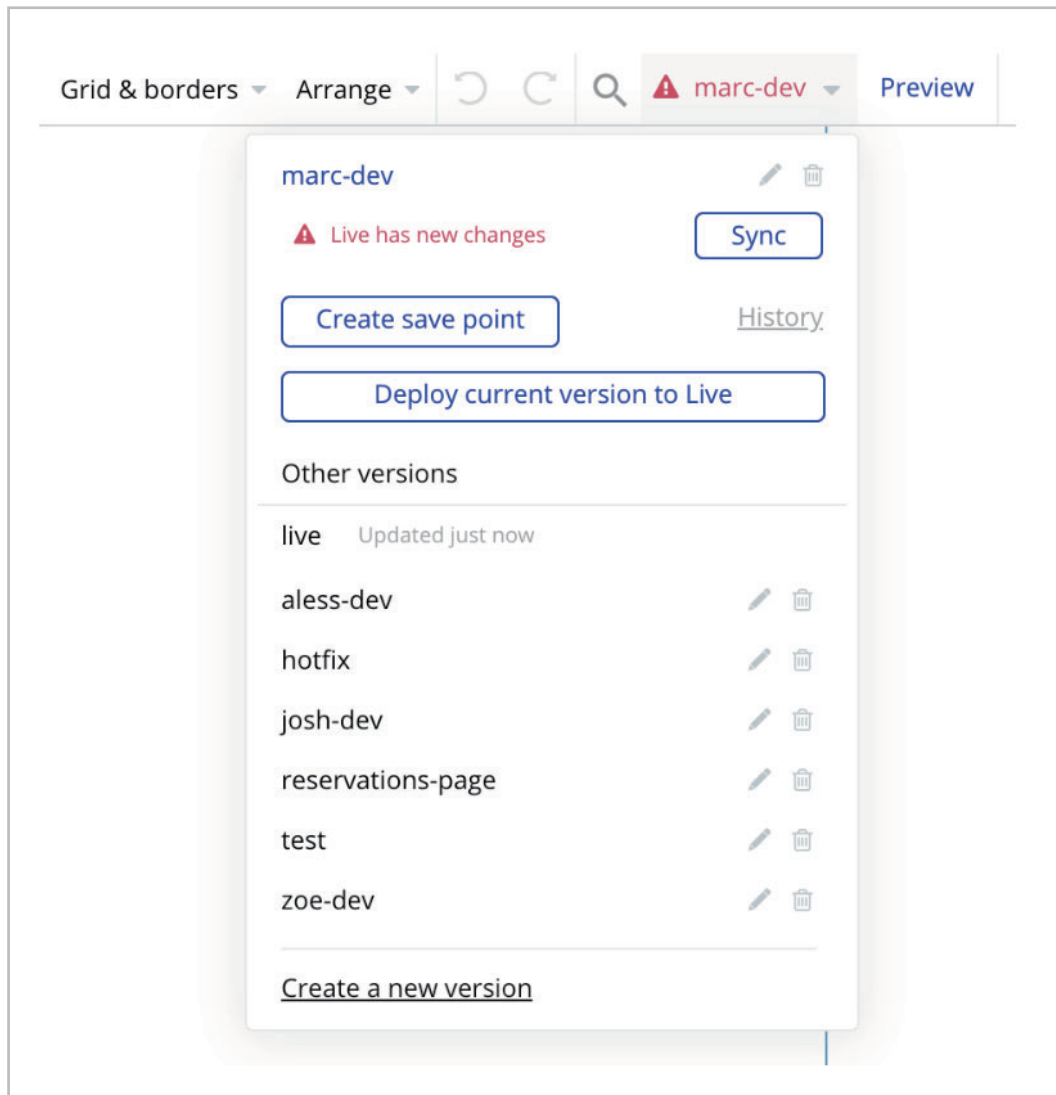 Grid & borders Arrange marc-dev Preview
marc-dev
Live has new changes Sync
Create save point History
Deploy current version to Live
Other versions
live Updated just now
aless-dev
hotfix
josh-dev
reservations-page
test
zoe-dev
Create a new version